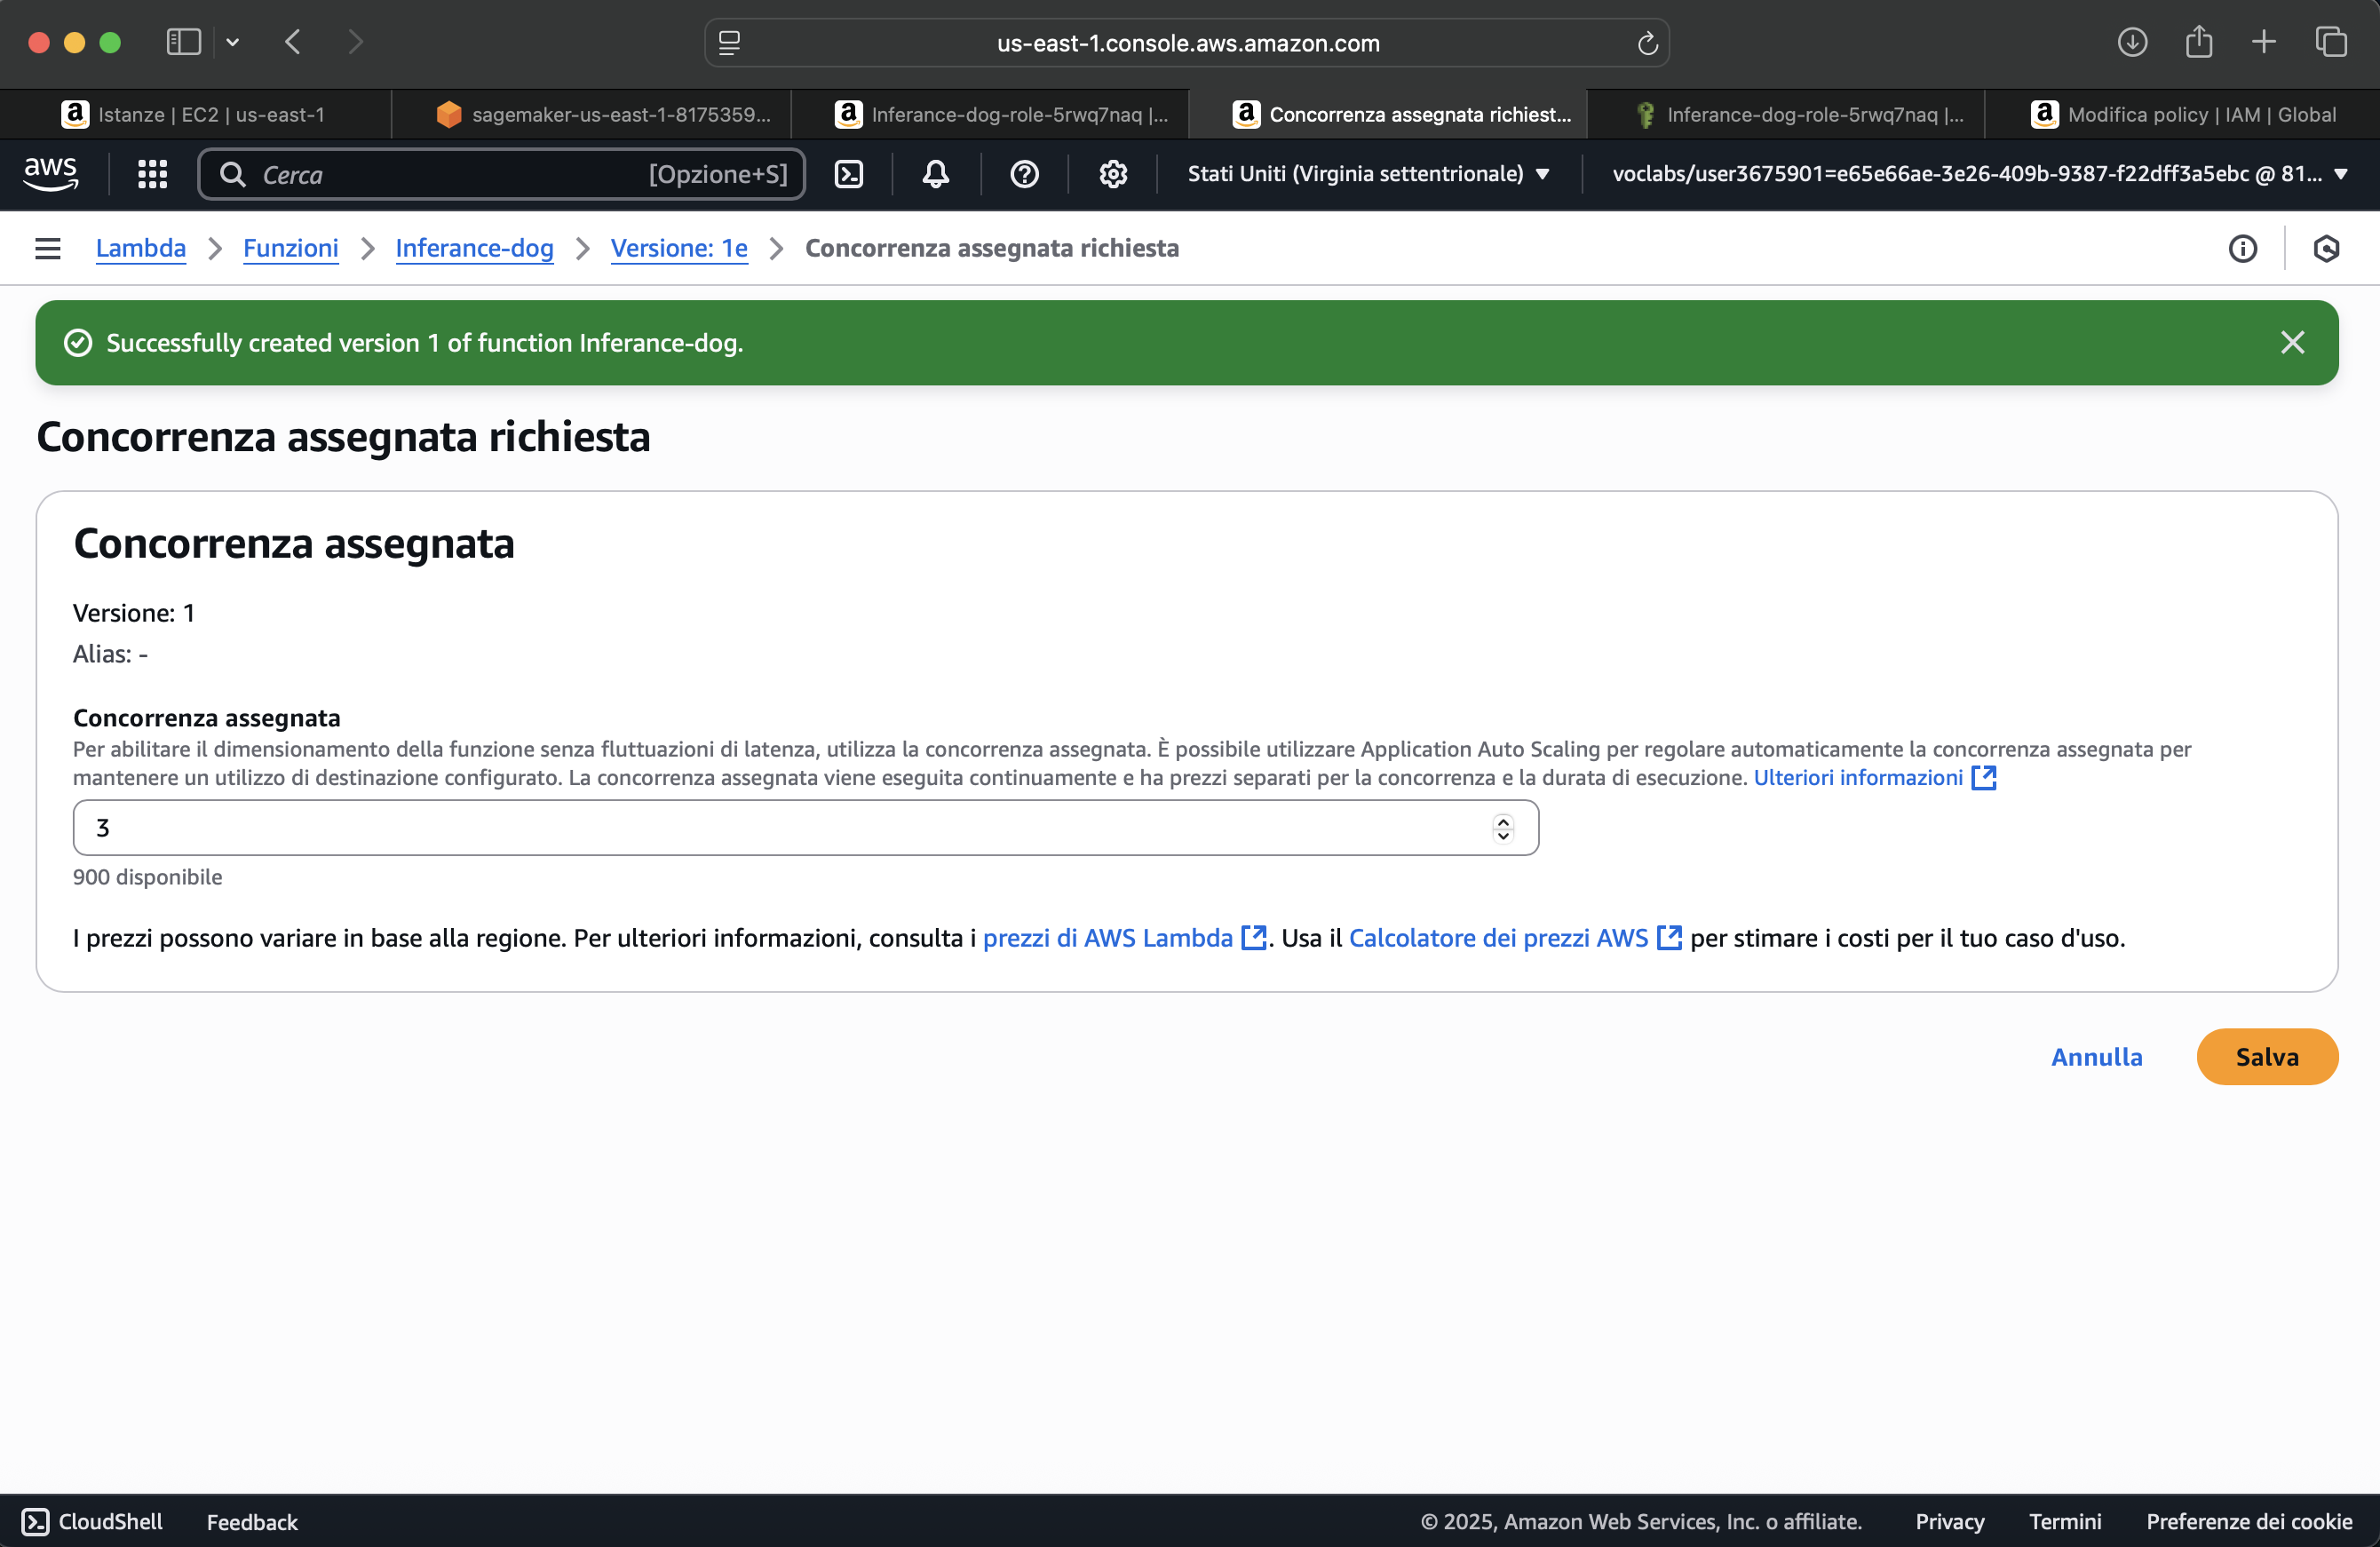 us-east-1.console.aws.amazon.com
Istanze | EC2 | us-east-1
sagemaker-us-east-1-8175359...
Inferance-dog-role-5rwq7naq |...
Concorrenza assegnata richiest...
Inferance-dog-role-5rwq7naq |...
Modifica policy | IAM | Global
aws
Cerca
[Opzione+S]
Stati Uniti (Virginia settentrionale)
voclabs/user3675901=e65e66ae-3e26-409b-9387-f22dff3a5ebc @ 81...
Lambda
Funzioni
Inferance-dog
Versione: 1e
Concorrenza assegnata richiesta
Successfully created version 1 of function Inferance-dog.
Concorrenza assegnata richiesta
Concorrenza assegnata
Versione: 1
Alias: -
Concorrenza assegnata
Per abilitare il dimensionamento della funzione senza fluttuazioni di latenza, utilizza la concorrenza assegnata. È possibile utilizzare Application Auto Scaling per regolare automaticamente la concorrenza assegnata per
mantenere un utilizzo di destinazione configurato. La concorrenza assegnata viene eseguita continuamente e ha prezzi separati per la concorrenza e la durata di esecuzione. Ulteriori informazioni
3
900 disponibile
I prezzi possono variare in base alla regione. Per ulteriori informazioni, consulta i prezzi di AWS Lambda. Usa il Calcolatore dei prezzi AWS per stimare i costi per il tuo caso d'uso.
Annulla
Salva
CloudShell
Feedback
© 2025, Amazon Web Services, Inc. o affiliate.
Privacy
Termini
Preferenze dei cookie